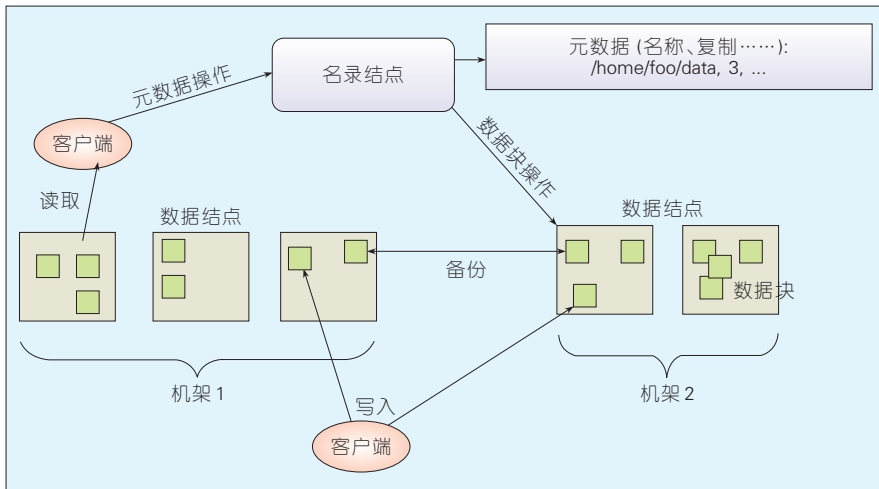 元数据 (名称、复制……):
/home/foo/data, 3, ...
名录结点
元数据操作
客户端
数据块操作
读取
数据结点
数据结点
备份
数据块
机架 1
机架 2
写入
客户端